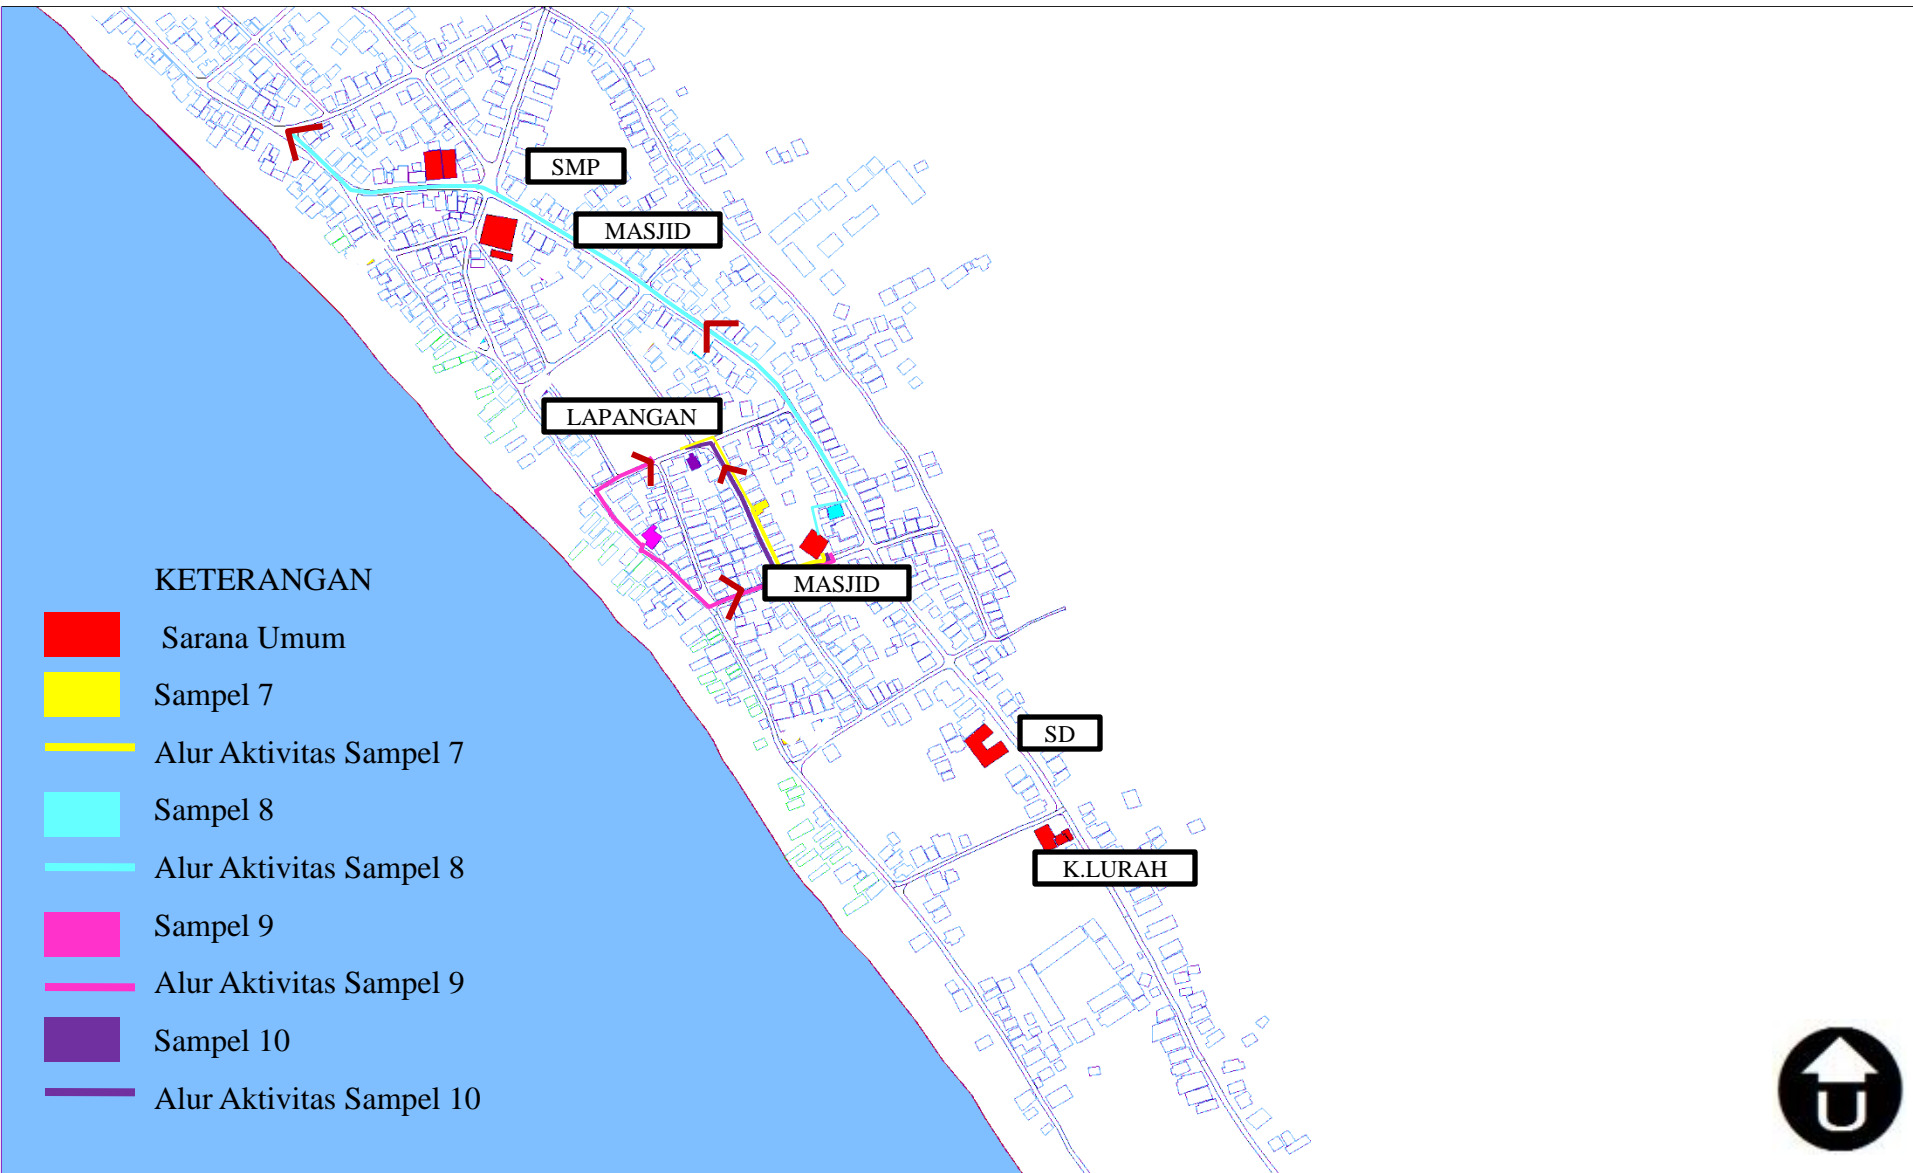 SMP
MASJID
LAPANGAN
MASJID
SD
K.LURAH
KETERANGAN
Sarana Umum
Sampel 7
Alur Aktivitas Sampel 7
Sampel 8
Alur Aktivitas Sampel 8
Sampel 9
Alur Aktivitas Sampel 9
Sampel 10
Alur Aktivitas Sampel 10
U